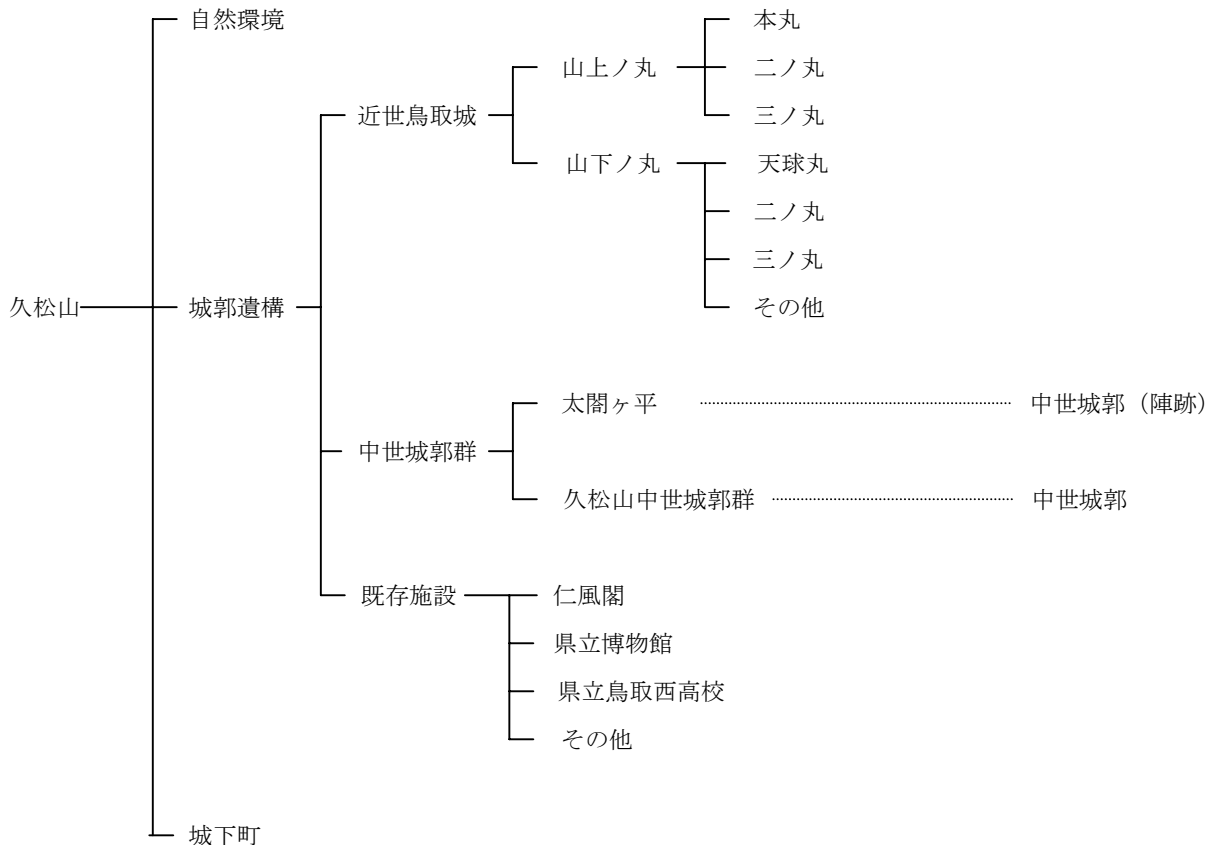 自然環境
本丸
山上ノ丸
二ノ丸
近世鳥取城
三ノ丸
山下ノ丸
天球丸
二ノ丸
三ノ丸
久松山
城郭遺構
その他
太閤ヶ平
中世城郭（陣跡）
中世城郭群
久松山中世城郭群
中世城郭
既存施設
仁風閣
県立博物館
県立鳥取西高校
その他
城下町